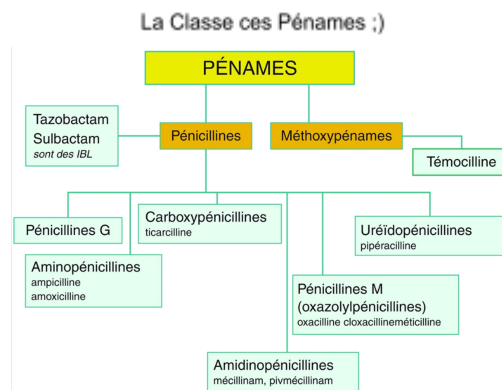 La Classe ces Pénames ;)
PÉNAMES
Tazobactam
Sulbactam
sont des IBL
Pénicillines
Méthoxypénames
Témocilline
Pénicillines G
Carboxypénicillines
ticarcilline
Uréïdopénicillines
pipéracilline
Aminopénicillines
ampicilline
amoxicilline
Pénicillines M
(oxazolylpénicillines)
oxacilline cloxacillineméticilline
Amidinopénicillines
mécillinam, pivmécillinam